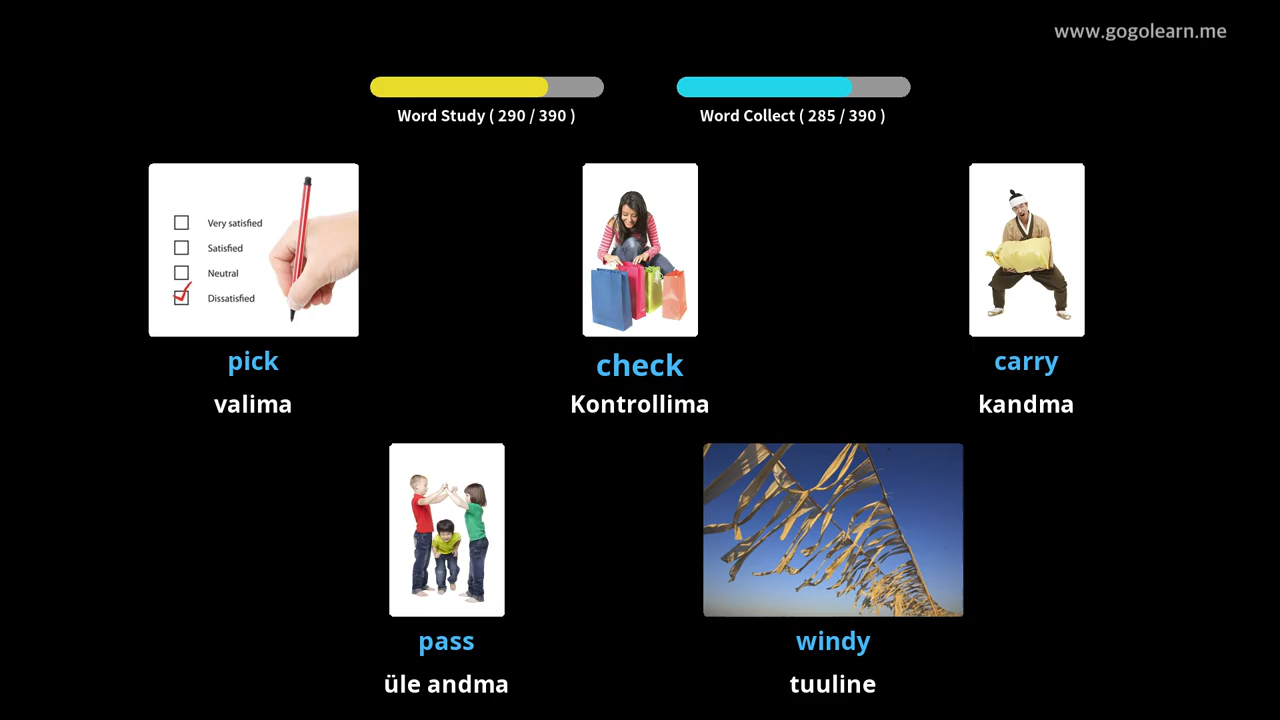 www.gogolearn.me
Word Study ( 290 / 390 )
Word Collect ( 285 / 390 )
Very satisfied
Satisfied
Neutral
Dissatisfied
pick
check
carry
valima
Kontrollima
kandma
pass
windy
üle andma
tuuline